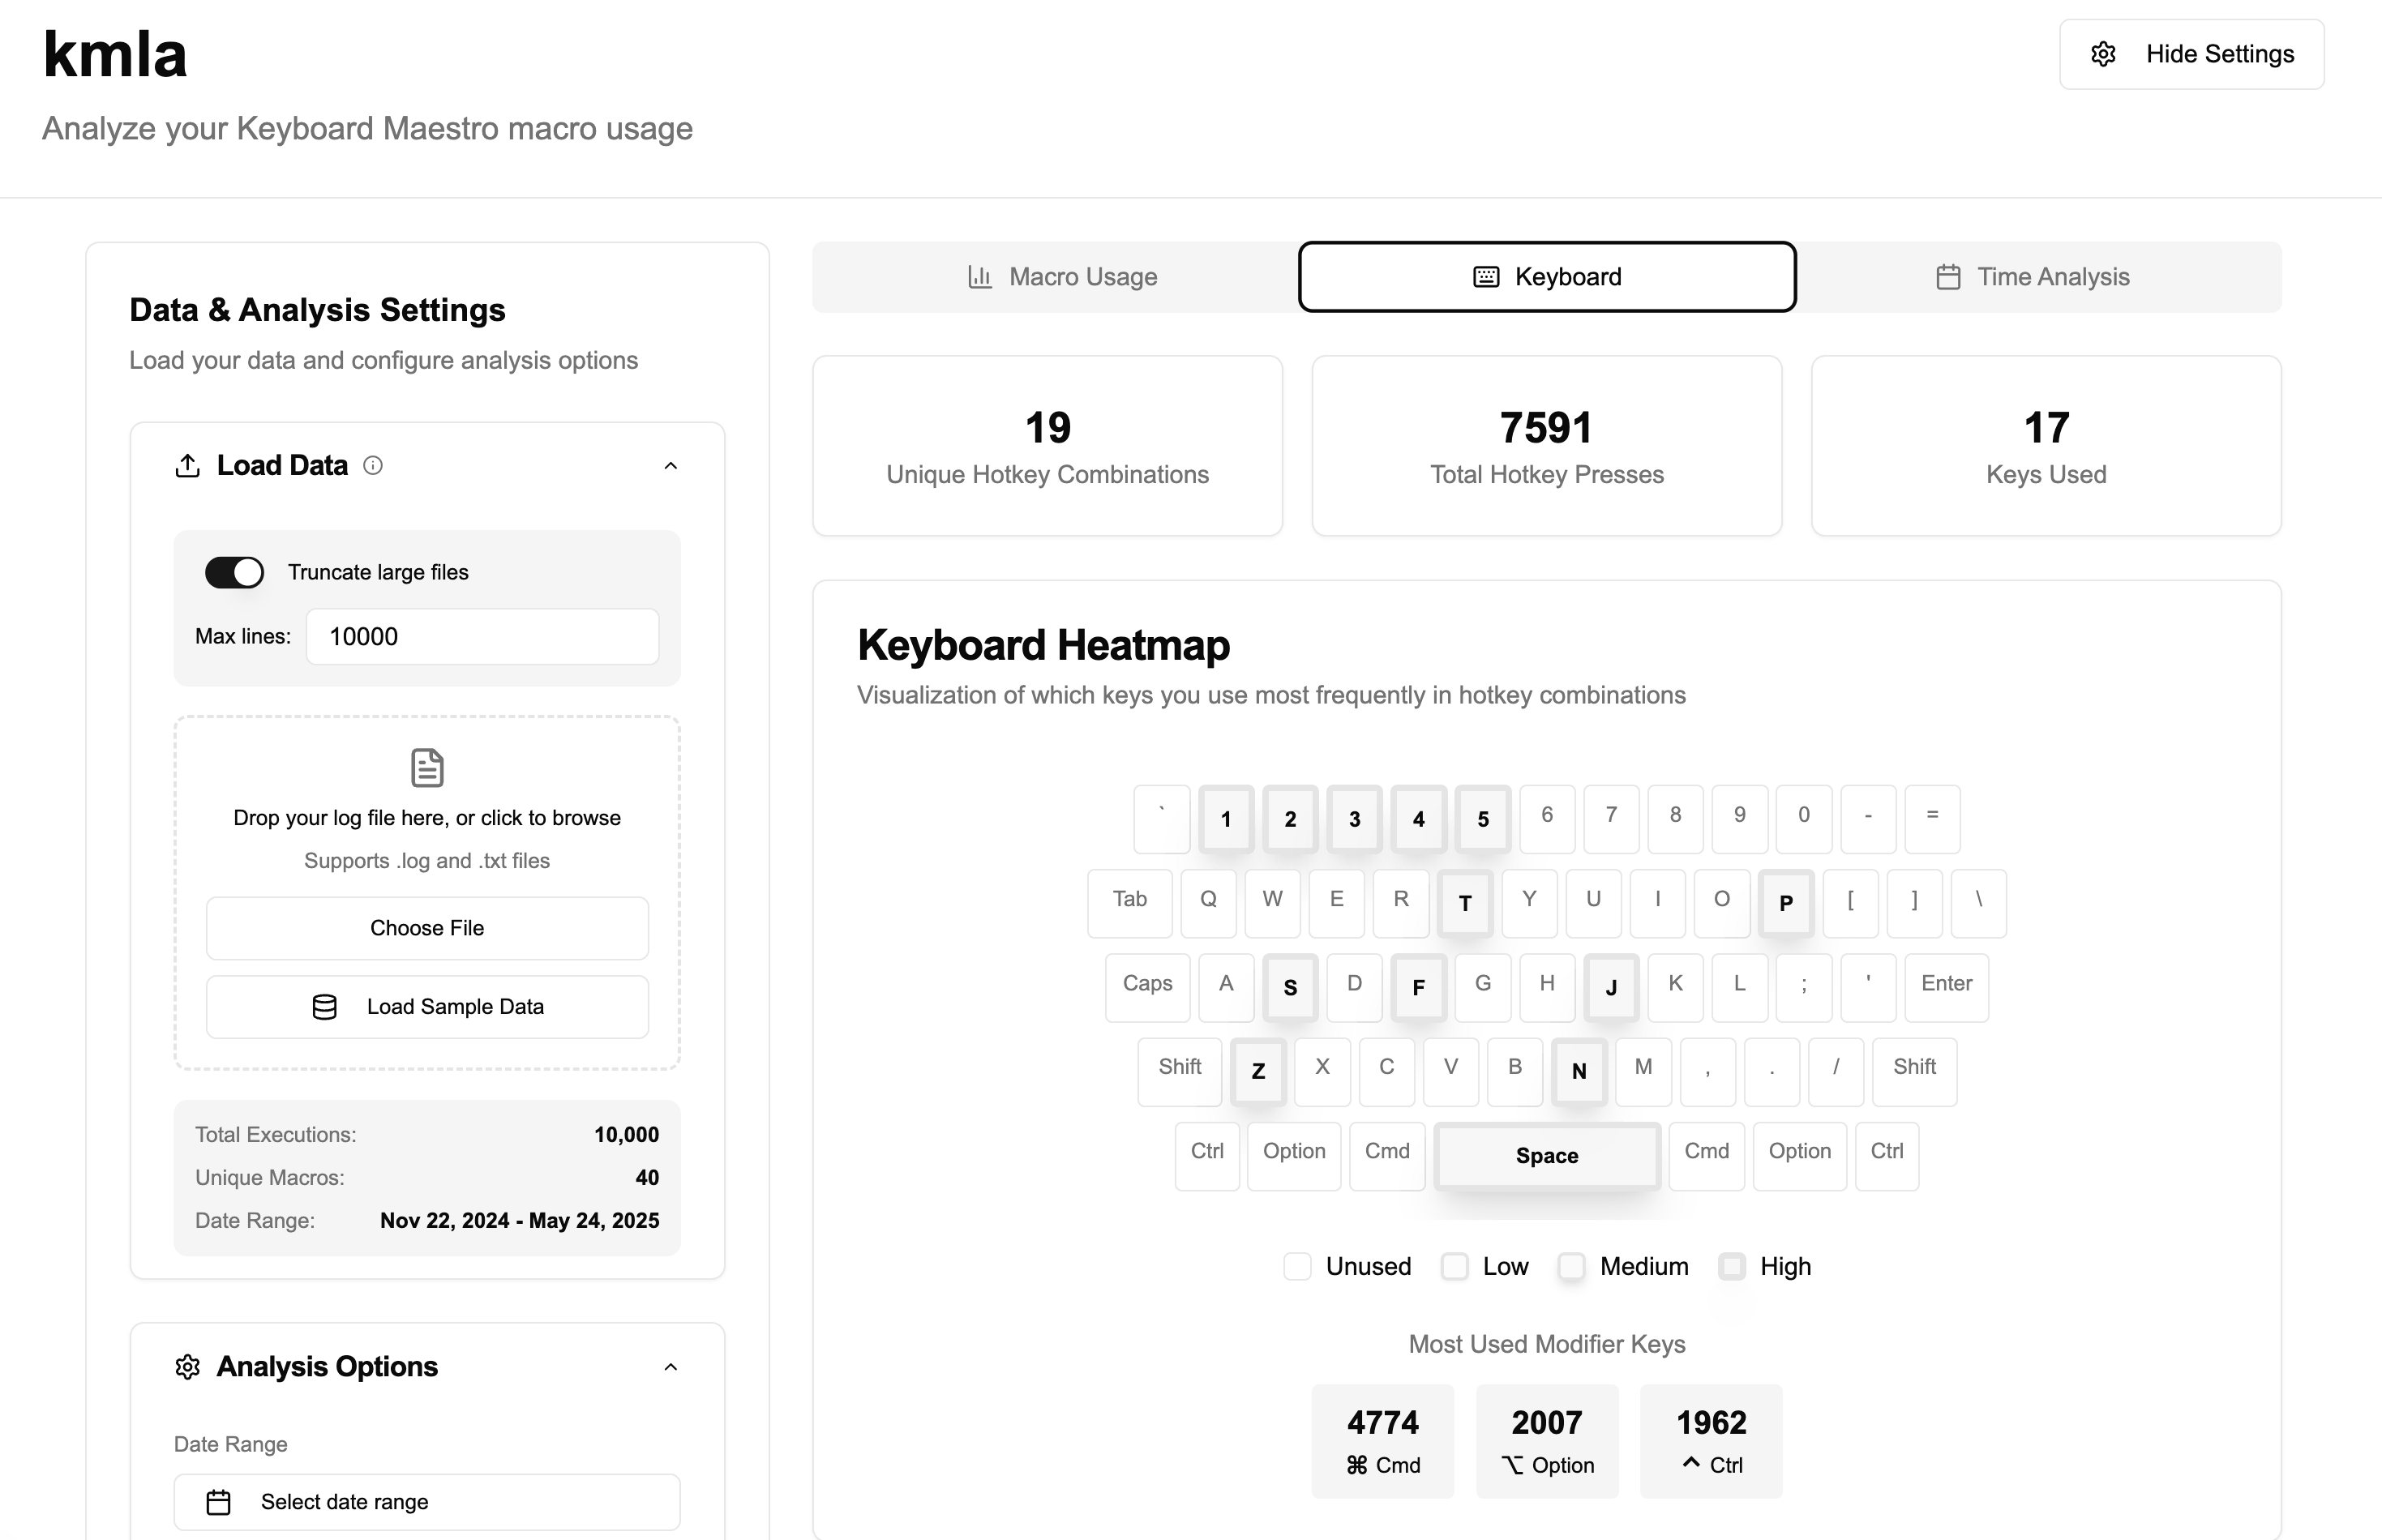 kmla
Hide Settings
Analyze your Keyboard Maestro macro usage
Data & Analysis Settings
Load your data and configure analysis options
Load Data
Truncate large files
Max lines: 10000
Drop your log file here, or click to browse
Supports .log and .txt files
Choose File
Load Sample Data
Total Executions: 10,000
Unique Macros: 40
Date Range: Nov 22, 2024 - May 24, 2025
Analysis Options
Date Range
Select date range
Macro Usage Keyboard Time Analysis
19
Unique Hotkey Combinations
7591
Total Hotkey Presses
17
Keys Used
Keyboard Heatmap
Visualization of which keys you use most frequently in hotkey combinations
` 1 2 3 4 5 6 7 8 9 0 - =
Tab Q W E R T Y U I O P [ ] \
Caps A S D F G H J K L ; ' Enter
Shift Z X C V B N M , . / Shift
Ctrl Option Cmd Space Cmd Option Ctrl
Unused Low Medium High
Most Used Modifier Keys
4774 2007 1962
⌘ Cmd ⌥ Option ⌃ Ctrl